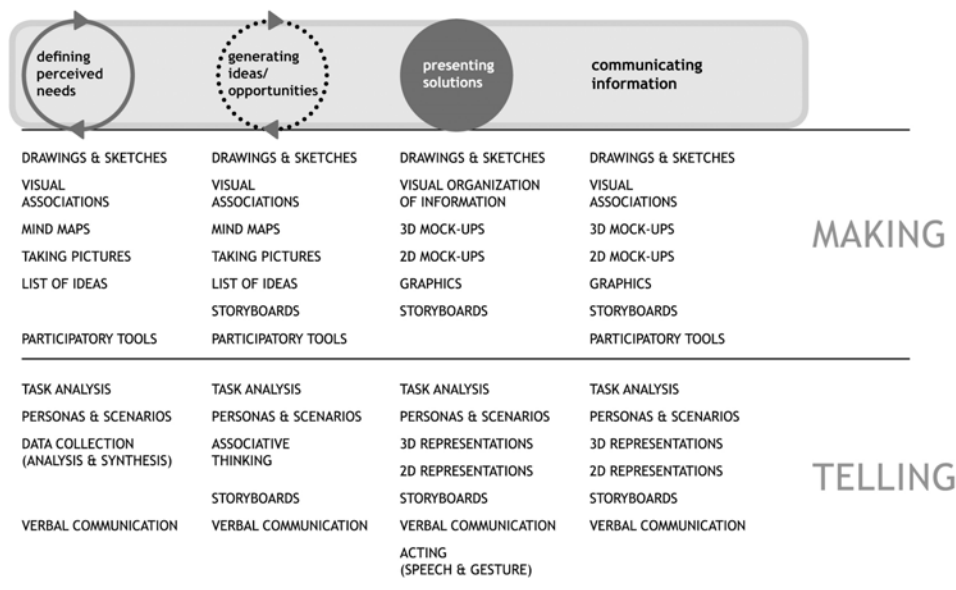 defining
perceived
needs
generating
ideas/
opportunities
presenting
solutions
communicating
information
DRAWINGS & SKETCHES
VISUAL
ASSOCIATIONS
MIND MAPS
TAKING PICTURES
LIST OF IDEAS
PARTICIPATORY TOOLS
DRAWINGS & SKETCHES
VISUAL
ASSOCIATIONS
MIND MAPS
TAKING PICTURES
LIST OF IDEAS
STORYBOARDS
PARTICIPATORY TOOLS
DRAWINGS & SKETCHES
VISUAL ORGANIZATION
OF INFORMATION
3D MOCK-UPS
2D MOCK-UPS
GRAPHICS
STORYBOARDS
DRAWINGS & SKETCHES
VISUAL
ASSOCIATIONS
3D MOCK-UPS
2D MOCK-UPS
GRAPHICS
STORYBOARDS
PARTICIPATORY TOOLS
MAKING
TASK ANALYSIS
PERSONAS & SCENARIOS
DATA COLLECTION
(ANALYSIS & SYNTHESIS)
VERBAL COMMUNICATION
TASK ANALYSIS
PERSONAS & SCENARIOS
ASSOCIATIVE
THINKING
STORYBOARDS
VERBAL COMMUNICATION
TASK ANALYSIS
PERSONAS & SCENARIOS
3D REPRESENTATIONS
2D REPRESENTATIONS
STORYBOARDS
VERBAL COMMUNICATION
ACTING
(SPEECH & GESTURE)
TASK ANALYSIS
PERSONAS & SCENARIOS
3D REPRESENTATIONS
2D REPRESENTATIONS
STORYBOARDS
VERBAL COMMUNICATION
TELLING